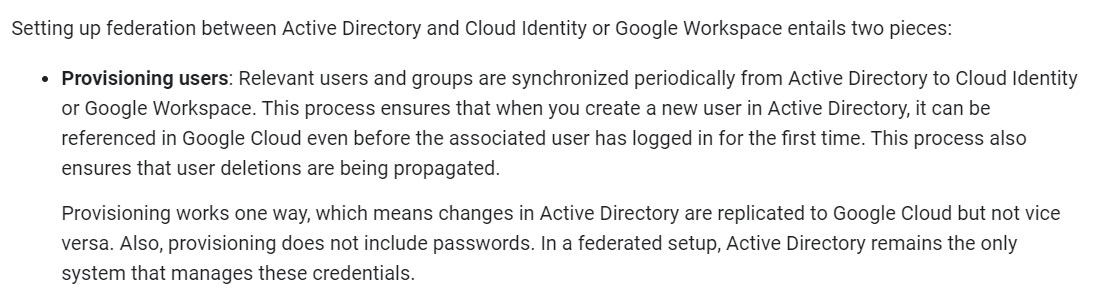 Setting up federation between Active Directory and Cloud Identity or Google Workspace entails two pieces:
• Provisioning users: Relevant users and groups are synchronized periodically from Active Directory to Cloud Identity
or Google Workspace. This process ensures that when you create a new user in Active Directory, it can be
referenced in Google Cloud even before the associated user has logged in for the first time. This process also
ensures that user deletions are being propagated.
Provisioning works one way, which means changes in Active Directory are replicated to Google Cloud but not vice
versa. Also, provisioning does not include passwords. In a federated setup, Active Directory remains the only
system that manages these credentials.